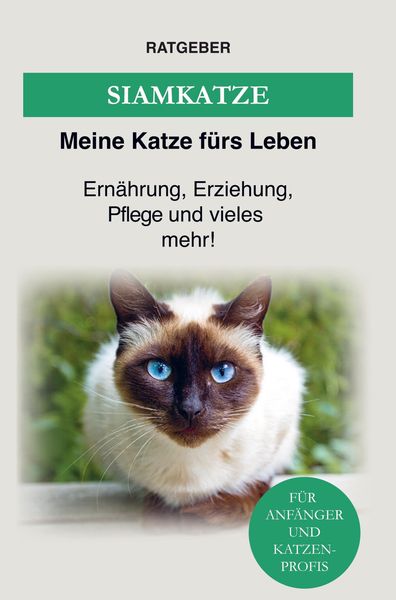 RATGEBER
SIAMKATZE
Meine Katze fürs Leben
Ernährung, Erziehung,
Pflege und vieles
mehr!
FÜR
ANFÄNGER
UND
KATZEN-
PROFIS